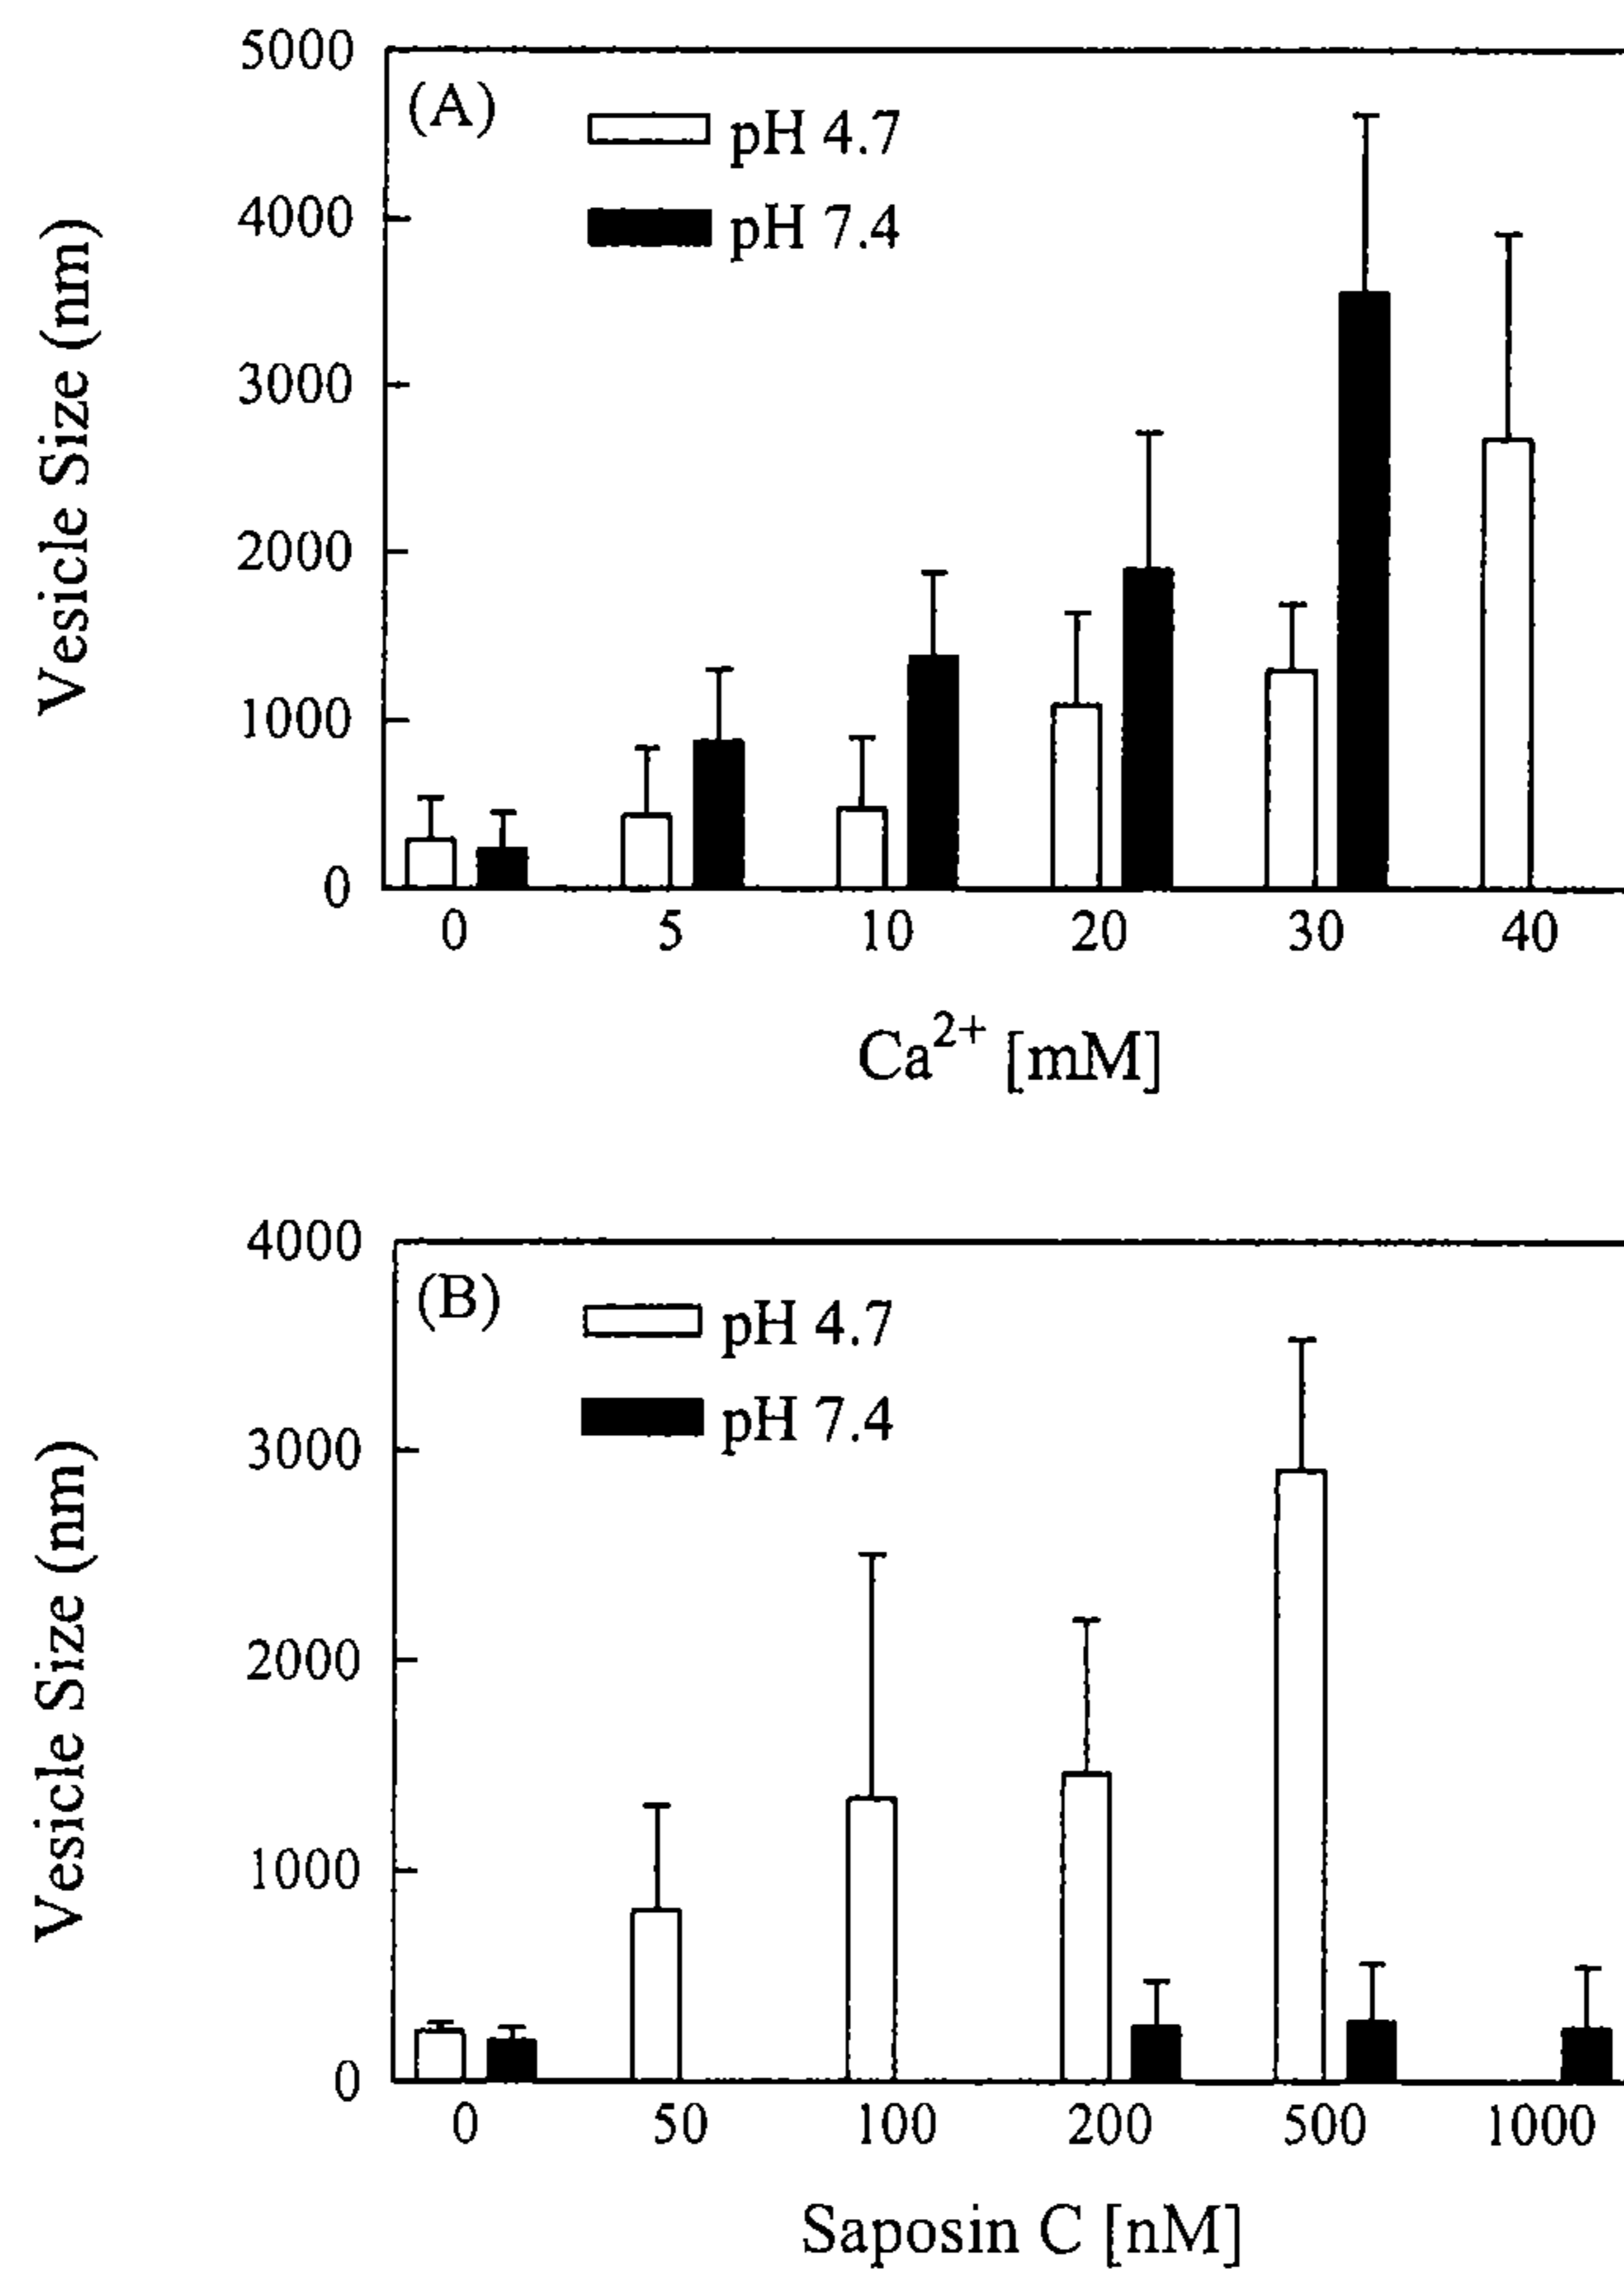 5000
(A)
pH 4.7
pH 7.4
4000
3000
2000
1000
0
Vesicle Size (nm)
0 5 10 20 30 40
Ca2+ [mM]
4000
(B)
pH 4.7
pH 7.4
3000
2000
1000
0
Vesicle Size (nm)
0 50 100 200 500 1000
Saposin C [nM]